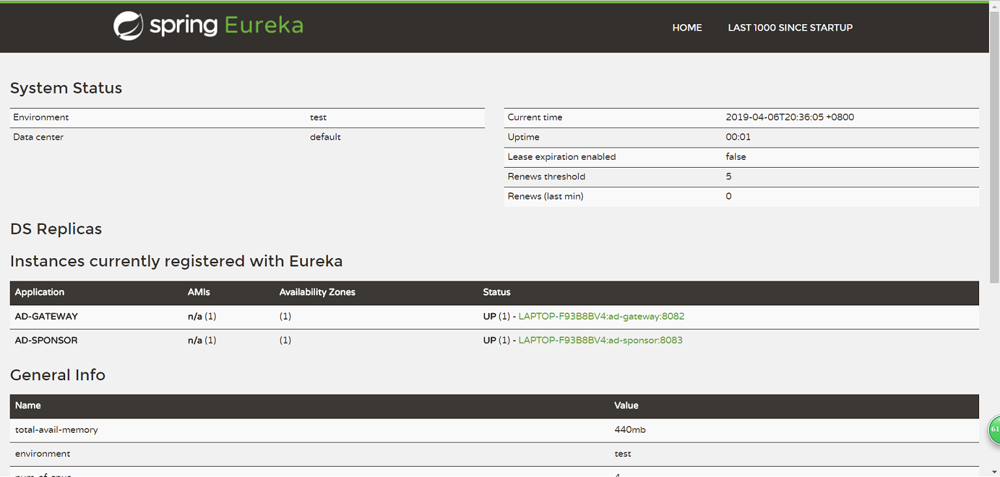 spring Eureka
HOME LAST 1000 SINCE STARTUP
System Status
Environment test
Data center default
Current time 2019-04-06T20:36:05 +0800
Uptime 00:01
Lease expiration enabled false
Renews threshold 5
Renews (last min) 0
DS Replicas
Instances currently registered with Eureka
Application AMIs Availability Zones Status
AD-GATEWAY n/a (1) (1) UP (1) - LAPTOP-F93B8BV4:ad-gateway:8082
AD-SPONSOR n/a (1) (1) UP (1) - LAPTOP-F93B8BV4:ad-sponsor:8083
General Info
Name Value
total-avail-memory 440mb
61
environment test